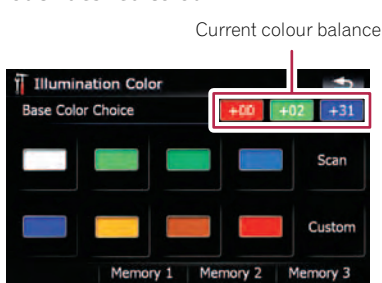 Current colour balance
Illumination Color
Base Color Choice +00 +02 +31
Scan
Custom
Memory 1 Memory 2 Memory 3